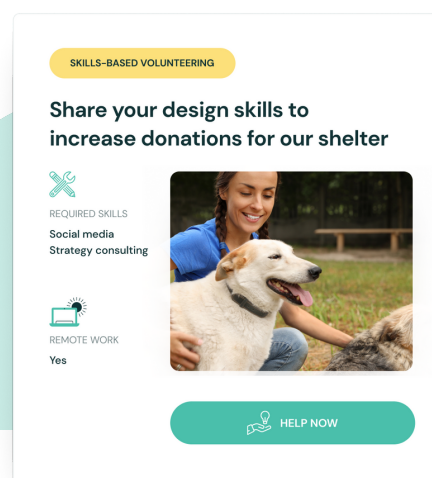 SKILLS-BASED VOLUNTEERING
Share your design skills to
increase donations for our shelter
REQUIRED SKILLS
Social media
Strategy consulting
REMOTE WORK
Yes
HELP NOW